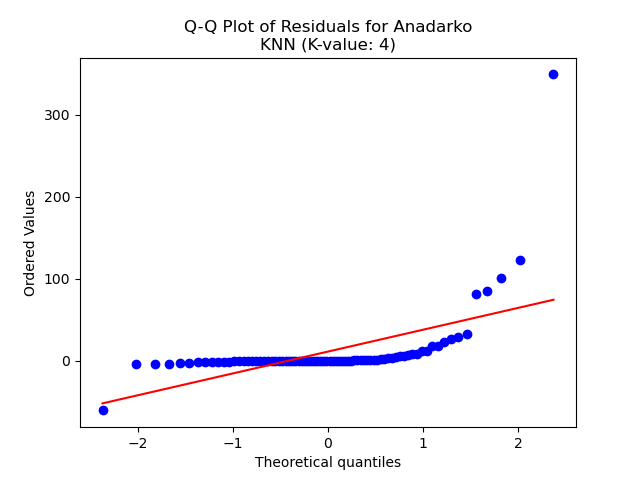 Q-Q Plot of Residuals for Anadarko
KNN (K-value: 4)
300
200
100
0
Ordered Values
−2
−1
0
1
2
Theoretical quantiles